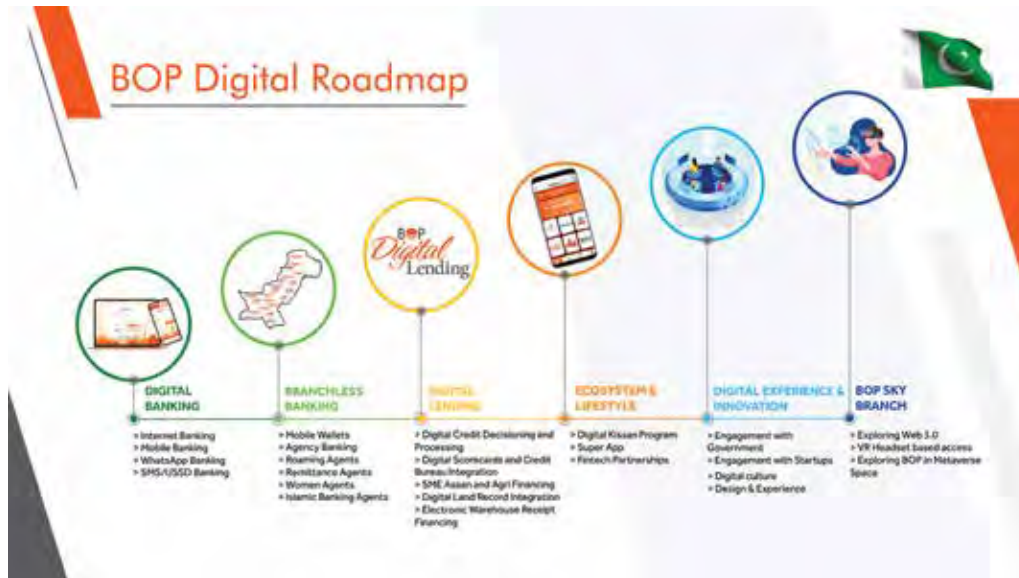 BOP Digital Roadmap
BOP
Digital
Lending
DIGITAL
BANKING
> Internet Banking
> Mobile Banking
> WhatsApp Banking
> SMS/USSD Banking
BRANCHLESS
BANKING
> Mobile Wallets
> Agency Banking
> Roaming Agents
> Remittance Agents
> Women Agents
> Islamic Banking Agents
DIGITAL
LENDING
> Digital Credit Decisioning and
Processing
> Digital Scorecards and Credit
Bureau Integration
> SME Assan and Agri Financing
> Digital Land Record Integration
> Electronic Warehouse Receipt
Financing
ECOSYSTEM &
LIFESTYLE
> Digital Kissan Program
> Super App
> Fintech Partnerships
DIGITAL EXPERIENCE &
INNOVATION
> Engagement with
Government
> Engagement with Startups
> Digital culture
> Design & Experience
BOP SKY
BRANCH
> Exploring Web 3.0
> VR Headset based access
> Exploring BOP in Metaverse
Space